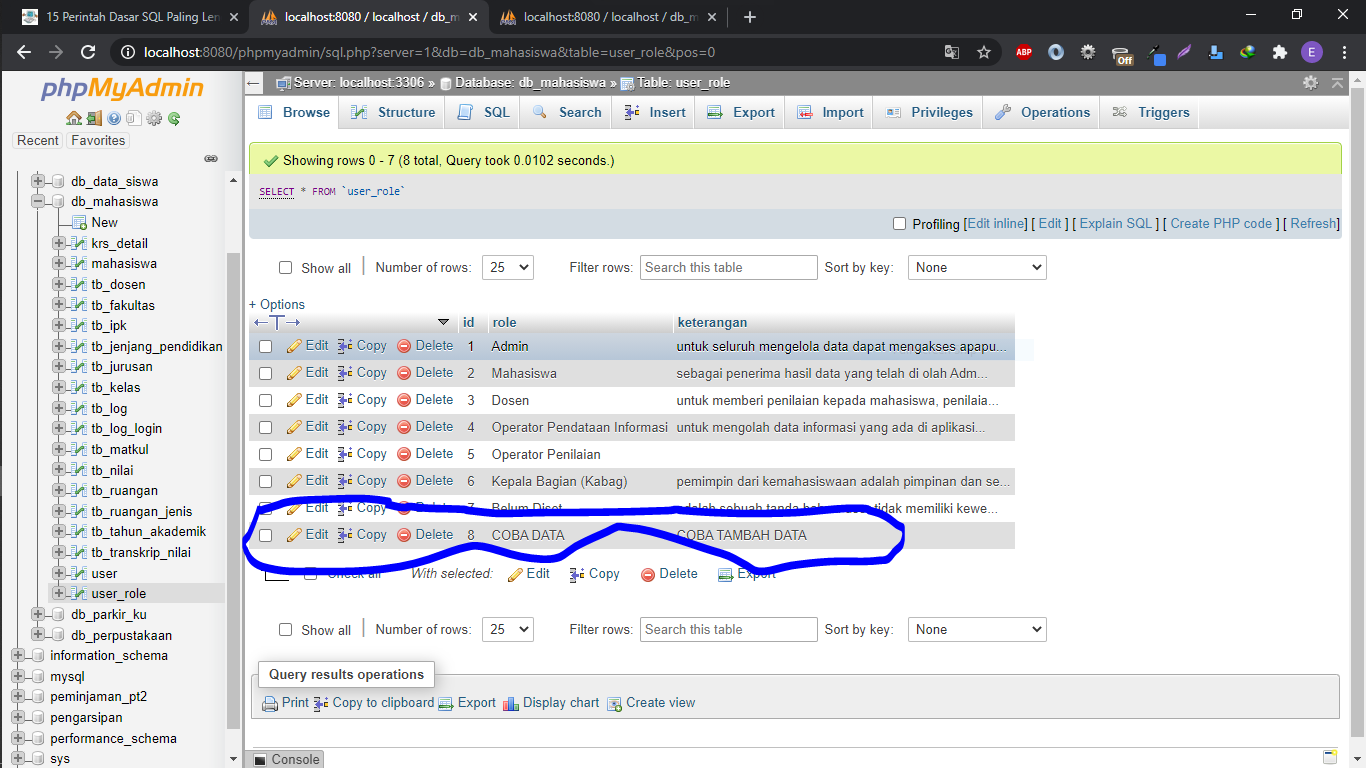 15 Perintah Dasar SQL Paling Len
localhost:8080 / localhost / db_m
localhost:8080 / localhost / db_m
localhost:8080/phpmyadmin/sql.php?server=1&db=db_mahasiswa&table=user_role&pos=0
ABP
Off
E
phpMyAdmin
Recent Favorites
db_data_siswa
db_mahasiswa
New
krs_detail
mahasiswa
tb_dosen
tb_fakultas
tb_ipk
tb_jenjang_pendidikan
tb_jurusan
tb_kelas
tb_log
tb_log_login
tb_matkul
tb_nilai
tb_ruangan
tb_ruangan_jenis
tb_tahun_akademik
tb_transkrip_nilai
user
user_role
db_parkir_ku
db_perpustakaan
information_schema
mysql
peminjaman_pt2
pengarsipan
performance_schema
sys
Server: localhost:3306 » Database: db_mahasiswa » Table: user_role
Browse Structure SQL Search Insert Export Import Privileges Operations Triggers
Showing rows 0 - 7 (8 total, Query took 0.0102 seconds.)
SELECT * FROM `user_role`
Profiling [Edit inline] [ Edit ] [ Explain SQL ] [ Create PHP code ] [ Refresh]
Show all | Number of rows: 25 Filter rows: Search this table Sort by key: None
+ Options
←T→ id role keterangan
Edit Copy Delete 1 Admin untuk seluruh mengelola data dapat mengakses apapu...
Edit Copy Delete 2 Mahasiswa sebagai penerima hasil data yang telah di olah Adm...
Edit Copy Delete 3 Dosen untuk memberi penilaian kepada mahasiswa, penilaia...
Edit Copy Delete 4 Operator Pendataan Informasi untuk mengolah data informasi yang ada di aplikasi...
Edit Copy Delete 5 Operator Penilaian
Edit Copy Delete 6 Kepala Bagian (Kabag) pemimpin dari kemahasiswaan adalah pimpinan dan se...
Edit Copy Delete 7 Belum Diset adalah sebuah tanda tidak memiliki kewe...
Edit Copy Delete 8 COBA DATA COBA TAMBAH DATA
Check all With selected: Edit Copy Delete Export
Show all | Number of rows: 25 Filter rows: Search this table Sort by key: None
Query results operations
Print Copy to clipboard Export Display chart Create view
Console